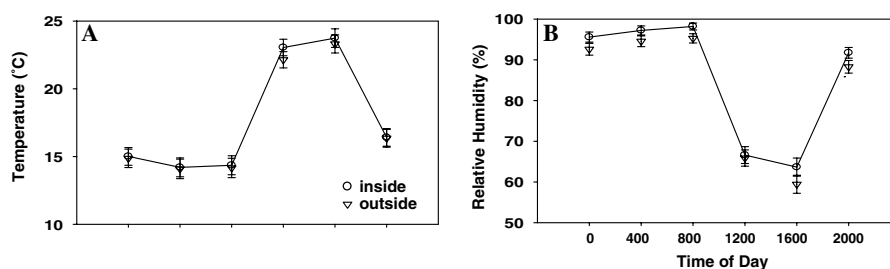 A
Temperature (˚C)
25
20
15
10
inside
outside
B
Relative Humidity (%)
100
90
80
70
60
50
0 400 800 1200 1600 2000
Time of Day